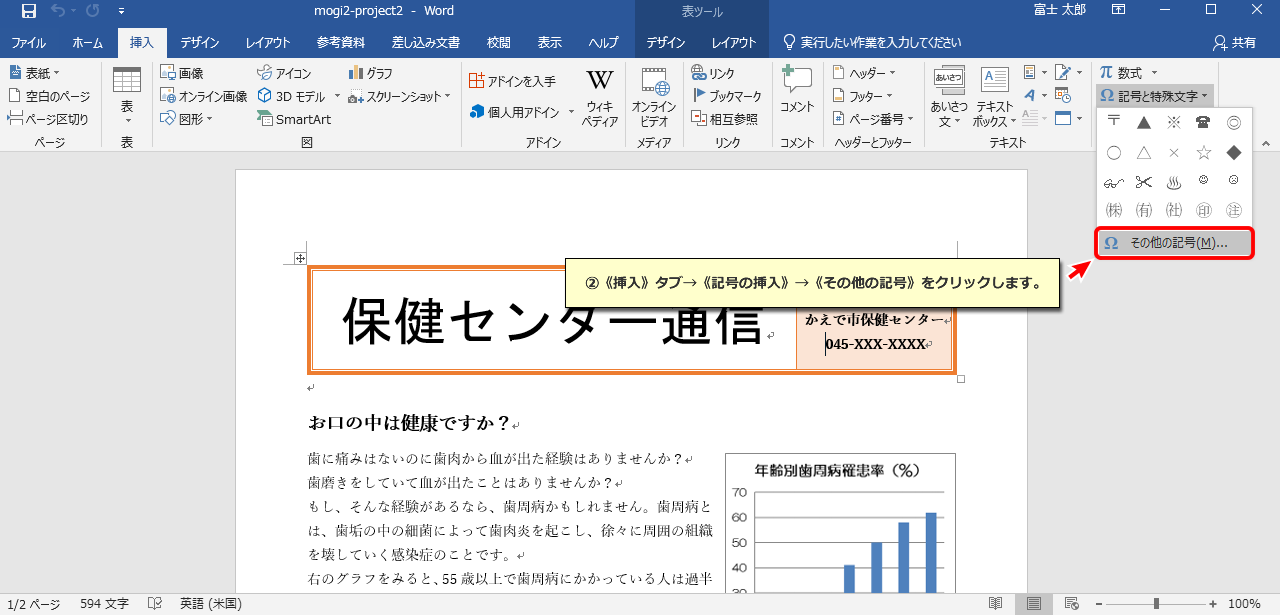 mogi2-project2 - Word
表ツール
富士 太郎
ファイル ホーム 挿入 デザイン レイアウト 参考資料 差し込み文書 校閲 表示 ヘルプ デザイン レイアウト 実行したい作業を入力してください 共有
表紙
空白のページ
ページ区切り
ページ
表
表
画像
オンライン画像
図形
アイコン
3D モデル
SmartArt
グラフ
スクリーンショット
図
アドインを入手
個人用アドイン
ウィキ
ペディア
アドイン
オンライン
ビデオ
メディア
リンク
ブックマーク
相互参照
リンク
コメント
コメント
ヘッダー
フッター
ページ番号
ヘッダーとフッター
あいさつ
あいさつ
文
テキスト
ボックス
テキスト
π 数式
Ω 記号と特殊文字
〒 ▲ ※ ☎ ◎
○ △ × ☆ ◆
👓 ✂ ♨ ☺ ☹
㈱ ㈲ ㈳ ㊞ ㊟
Ω その他の記号(M)...
②《挿入》タブ→《記号の挿入》→《その他の記号》をクリックします。
保健センター通信
かえで市保健センター
045-XXX-XXXX
お口の中は健康ですか？
歯に痛みはないのに歯肉から血が出た経験はありませんか？
歯磨きをしていて血が出たことはありませんか？
もし、そんな経験があるなら、歯周病かもしれません。歯周病と
は、歯垢の中の細菌によって歯肉炎を起こし、徐々に周囲の組織
を壊していく感染症のことです。
右のグラフをみると、55 歳以上で歯周病にかかっている人は過半
年齢別歯周病罹患率（%）
70
60
50
40
30
1/2 ページ 594 文字 英語 (米国) 100%